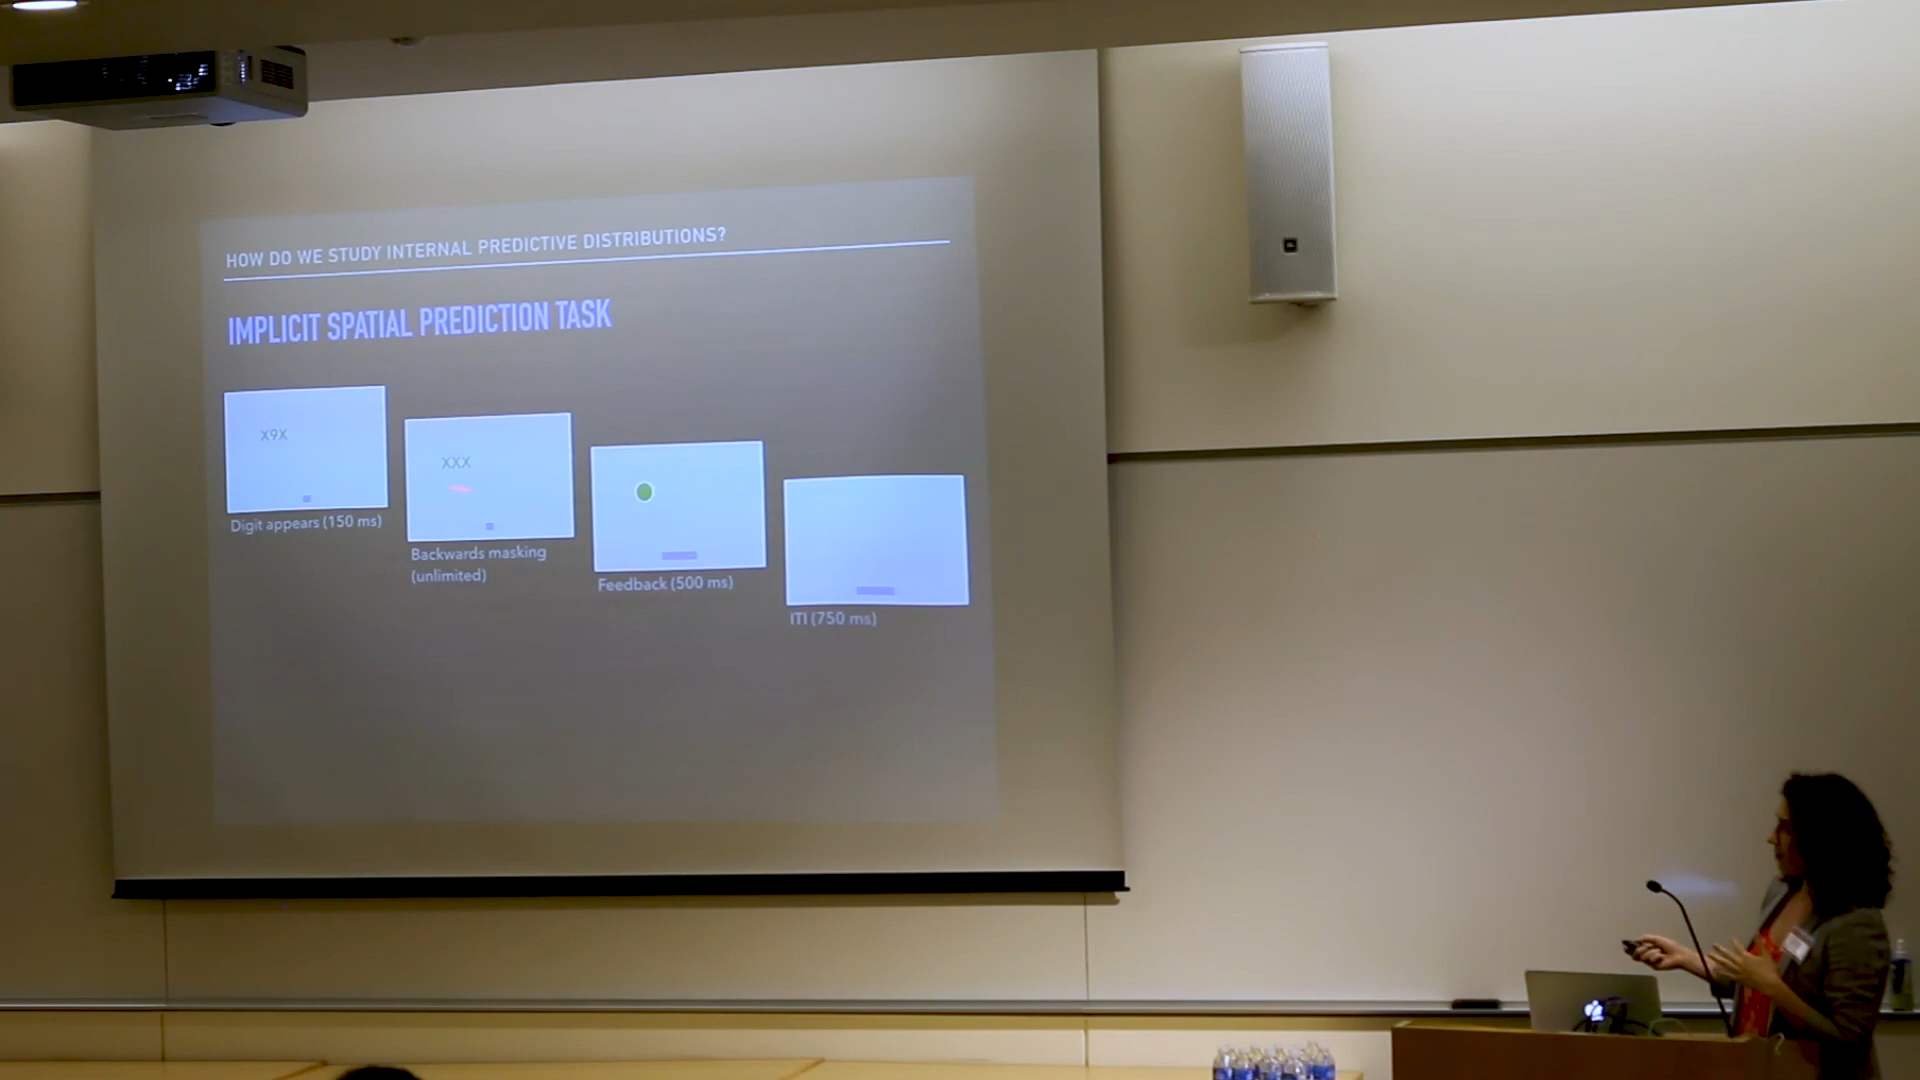 HOW DO WE STUDY INTERNAL PREDICTIVE DISTRIBUTIONS?
IMPLICIT SPATIAL PREDICTION TASK
X9X
Digit appears (150 ms)
XXX
Backwards masking
(unlimited)
Feedback (500 ms)
ITI (750 ms)